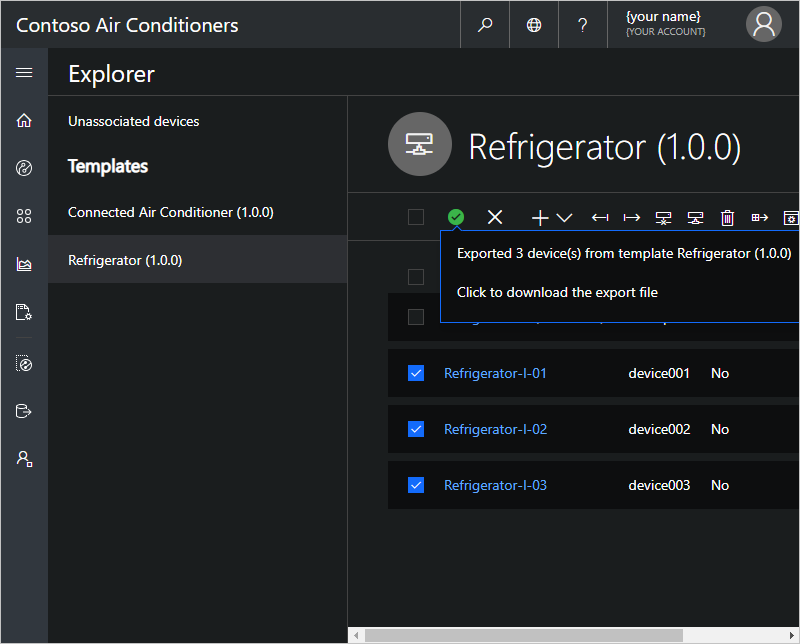 Contoso Air Conditioners
?
{your name}
{YOUR ACCOUNT}
Explorer
Unassociated devices
Templates
Connected Air Conditioner (1.0.0)
Refrigerator (1.0.0)
Refrigerator (1.0.0)
Exported 3 device(s) from template Refrigerator (1.0.0)
Click to download the export file
Refrigerator-I-01 device001 No
Refrigerator-I-02 device002 No
Refrigerator-I-03 device003 No